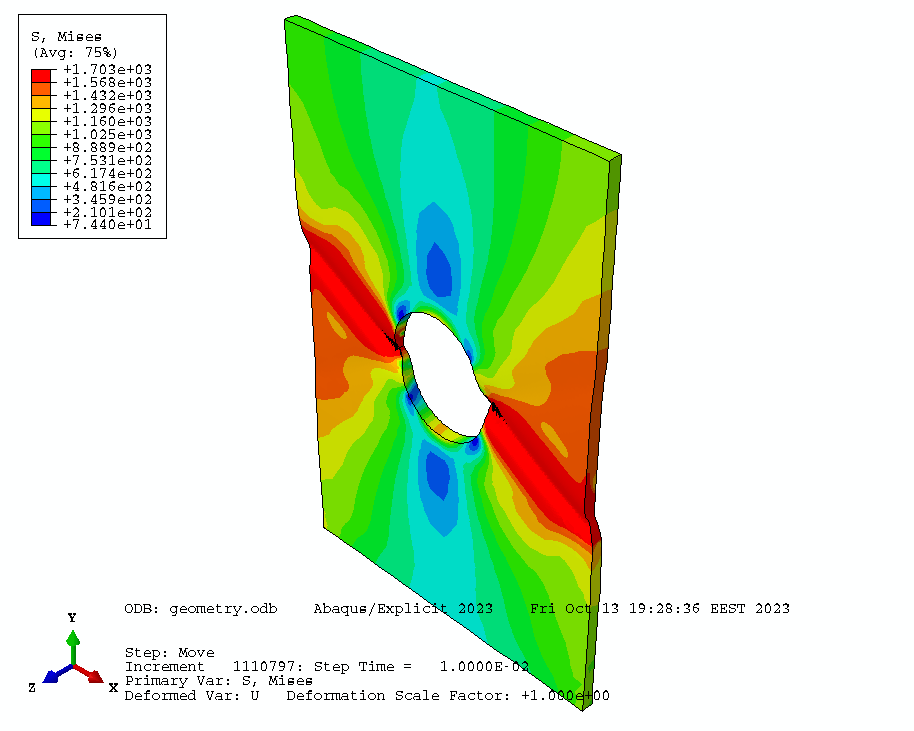 S, Mises
(Avg: 75%)
+1.703e+03
+1.568e+03
+1.432e+03
+1.296e+03
+1.160e+03
+1.025e+03
+8.889e+02
+7.531e+02
+6.174e+02
+4.816e+02
+3.459e+02
+2.101e+02
+7.440e+01
ODB: geometry.odb Abaqus/Explicit 2023 Fri Oct 13 19:28:36 EEST 2023
Y
Z
X
Step: Move
Increment 1110797: Step Time = 1.0000E-02
Primary Var: S, Mises
Deformed Var: U Deformation Scale Factor: +1.000e+00